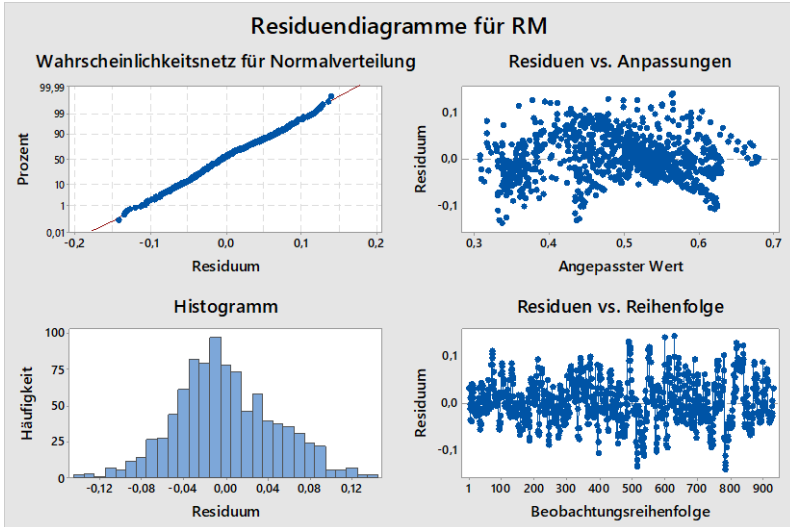 Residuendiagramme für RM
Wahrscheinlichkeitsnetz für Normalverteilung
99,99
99
90
50
10
1
0,01
Prozent
-0,2 -0,1 0,0 0,1 0,2
Residuum
Residuen vs. Anpassungen
0,1
0,0
-0,1
Residuum
0,3 0,4 0,5 0,6 0,7
Angepasster Wert
Histogramm
100
75
50
25
0
Häufigkeit
-0,12 -0,08 -0,04 0,00 0,04 0,08 0,12
Residuum
Residuen vs. Reihenfolge
0,1
0,0
-0,1
Residuum
1 100 200 300 400 500 600 700 800 900
Beobachtungsreihenfolge